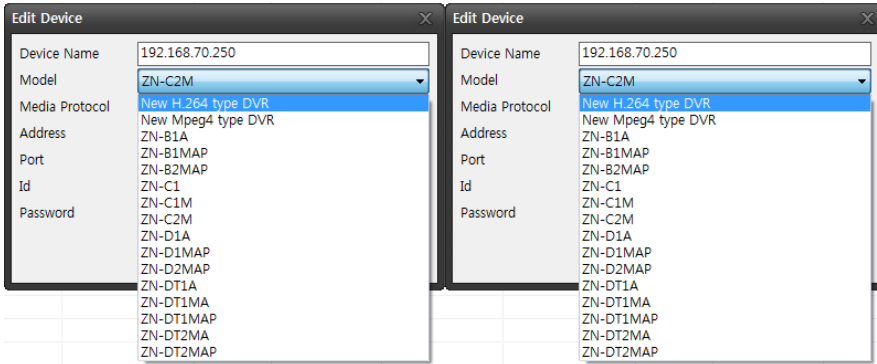 Edit Device
Device Name 192.168.70.250
Model ZN-C2M
Media Protocol New H.264 type DVR
New Mpeg4 type DVR
Address ZN-B1A
ZN-B1MAP
Port ZN-B2MAP
Id ZN-C1
ZN-C1M
Password ZN-C2M
ZN-D1A
ZN-D1MAP
ZN-D2MAP
ZN-DT1A
ZN-DT1MA
ZN-DT1MAP
ZN-DT2MA
ZN-DT2MAP
Edit Device
Device Name 192.168.70.250
Model ZN-C2M
Media Protocol New H.264 type DVR
New Mpeg4 type DVR
Address ZN-B1A
ZN-B1MAP
Port ZN-B2MAP
Id ZN-C1
ZN-C1M
Password ZN-C2M
ZN-D1A
ZN-D1MAP
ZN-D2MAP
ZN-DT1A
ZN-DT1MA
ZN-DT1MAP
ZN-DT2MA
ZN-DT2MAP